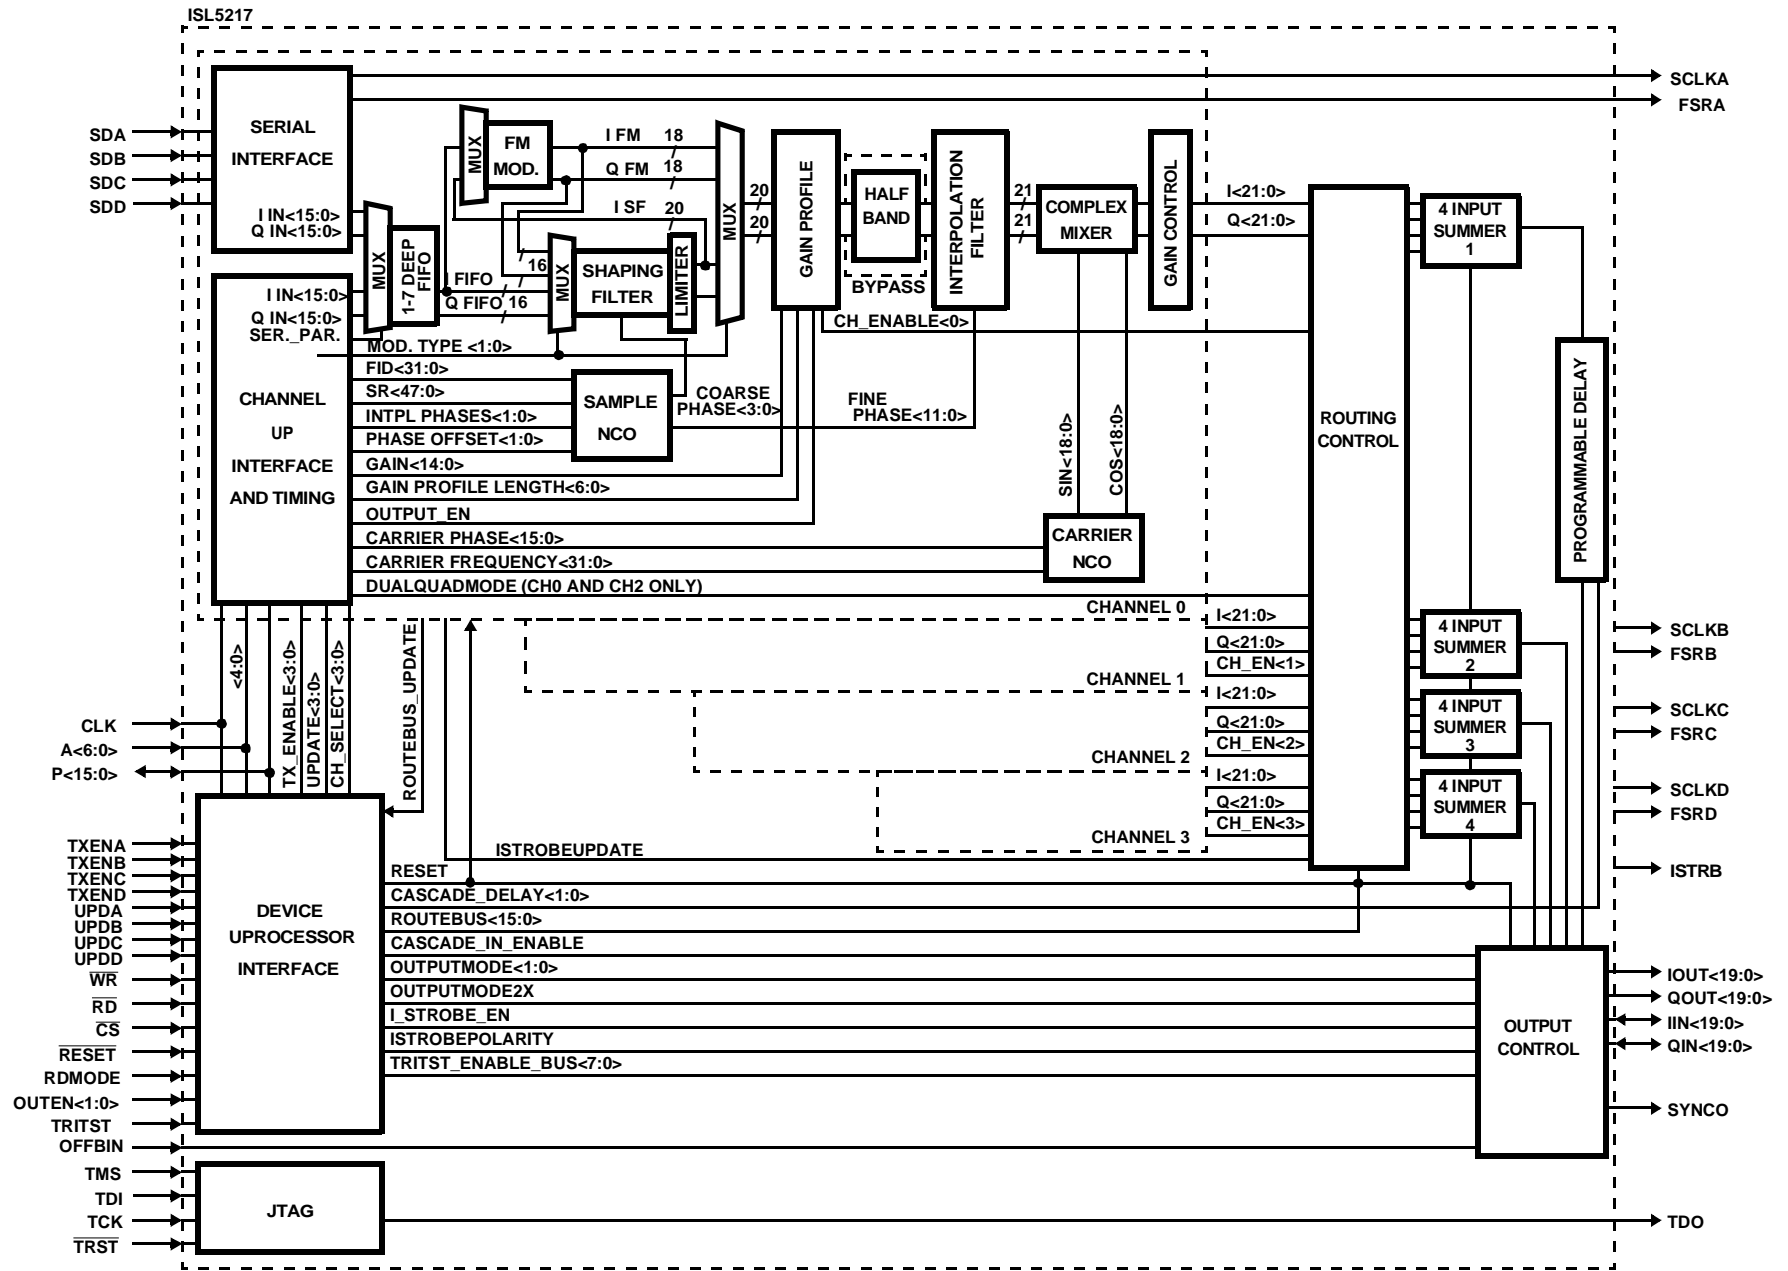 ISL5217
SCLKA
FSRA
SDA
SDB
SDC
SDD
SERIAL
INTERFACE
I IN<15:0>
Q IN<15:0>
MUX
1-7 DEEP
FIFO
I IN<15:0>
Q IN<15:0>
SER._PAR.
CHANNEL
UP
INTERFACE
AND TIMING
MUX
FM
MOD.
I FM
18
Q FM
18
I SF
20
I FIFO
16
Q FIFO
16
MUX
SHAPING
FILTER
LIMITER
MUX
20
20
GAIN PROFILE
HALF
BAND
BYPASS
INTERPOLATION
FILTER
21
21
COMPLEX
MIXER
GAIN CONTROL
I<21:0>
Q<21:0>
CH_ENABLE<0>
MOD. TYPE <1:0>
FID<31:0>
SR<47:0>
INTPL PHASES<1:0>
PHASE OFFSET<1:0>
GAIN<14:0>
GAIN PROFILE LENGTH<6:0>
OUTPUT_EN
CARRIER PHASE<15:0>
CARRIER FREQUENCY<31:0>
DUALQUADMODE (CH0 AND CH2 ONLY)
SAMPLE
NCO
COARSE
PHASE<3:0>
FINE
PHASE<11:0>
SIN<18:0>
COS<18:0>
CARRIER
NCO
ROUTING
CONTROL
4 INPUT
SUMMER
1
PROGRAMMABLE DELAY
CHANNEL 0
I<21:0>
Q<21:0>
CH_EN<1>
CHANNEL 1
I<21:0>
Q<21:0>
CH_EN<2>
CHANNEL 2
I<21:0>
Q<21:0>
CH_EN<3>
CHANNEL 3
4 INPUT
SUMMER
2
4 INPUT
SUMMER
3
4 INPUT
SUMMER
4
SCLKB
FSRB
SCLKC
FSRC
SCLKD
FSRD
ISTRB
<4:0>
TX_ENABLE<3:0>
UPDATE<3:0>
CH_SELECT<3:0>
ROUTEBUS_UPDATE
CLK
A<6:0>
P<15:0>
TXENA
TXENB
TXENC
TXEND
UPDA
UPDB
UPDC
UPDD
WR
RD
CS
RESET
RDMODE
OUTEN<1:0>
TRITST
OFFBIN
DEVICE
UPROCESSOR
INTERFACE
ISTROBEUPDATE
RESET
CASCADE_DELAY<1:0>
ROUTEBUS<15:0>
CASCADE_IN_ENABLE
OUTPUTMODE<1:0>
OUTPUTMODE2X
I_STROBE_EN
ISTROBEPOLARITY
TRITST_ENABLE_BUS<7:0>
OUTPUT
CONTROL
IOUT<19:0>
QOUT<19:0>
IIN<19:0>
QIN<19:0>
SYNCO
TMS
TDI
TCK
TRST
JTAG
TDO